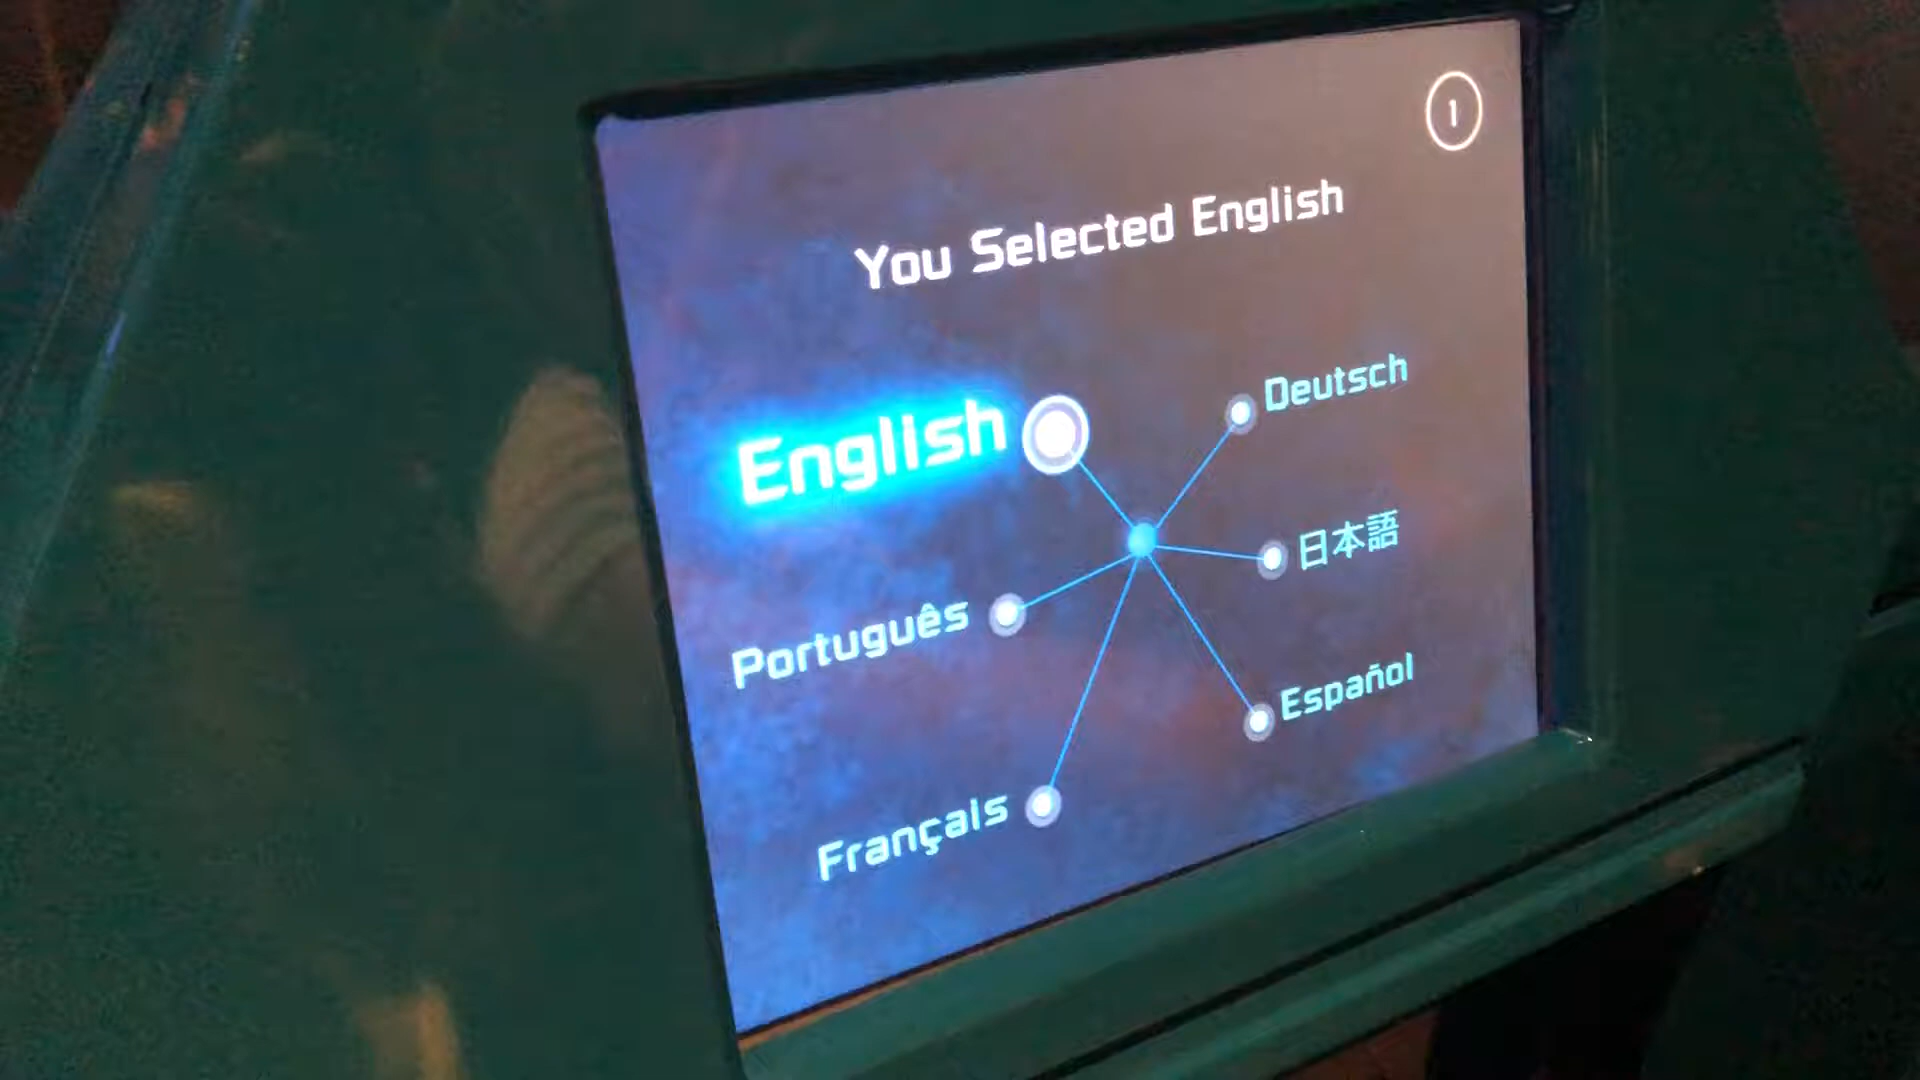 1
You Selected English
English
Deutsch
日本語
Português
Español
Français